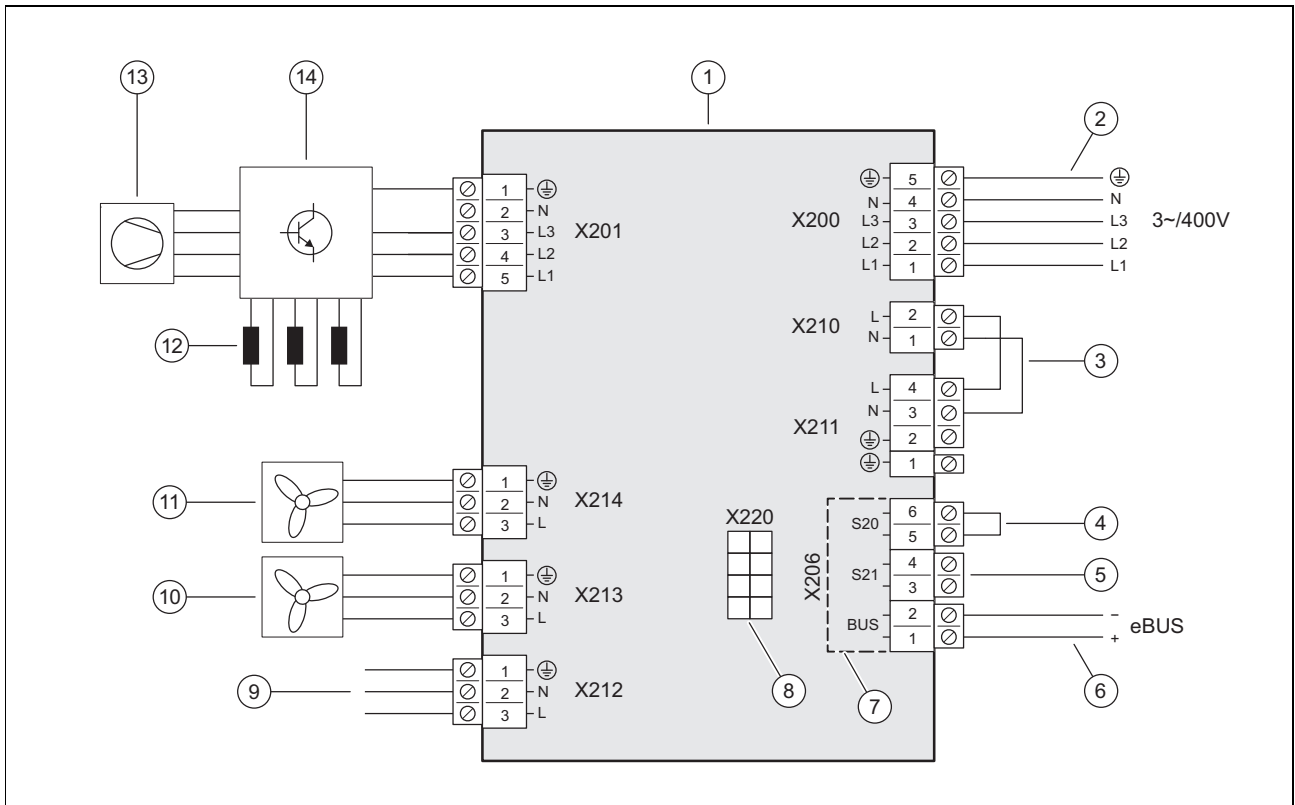 13
14
1
2
1
2 N
3 L3
4 L2
5 L1
X201
X200
5
N 4
L3 3
L2 2
L1 1
N
L3
L2
L1
3~/400V
12
X210
L 2
N 1
3
X211
L 4
N 3
2
1
11
1
2 N
3 L
X214
10
1
2 N
3 L
X213
9
1
2 N
3 L
X212
X220
8
X206
S20
6
5
4
S21
4
3
5
BUS
2
1
−
+
eBUS
6
7